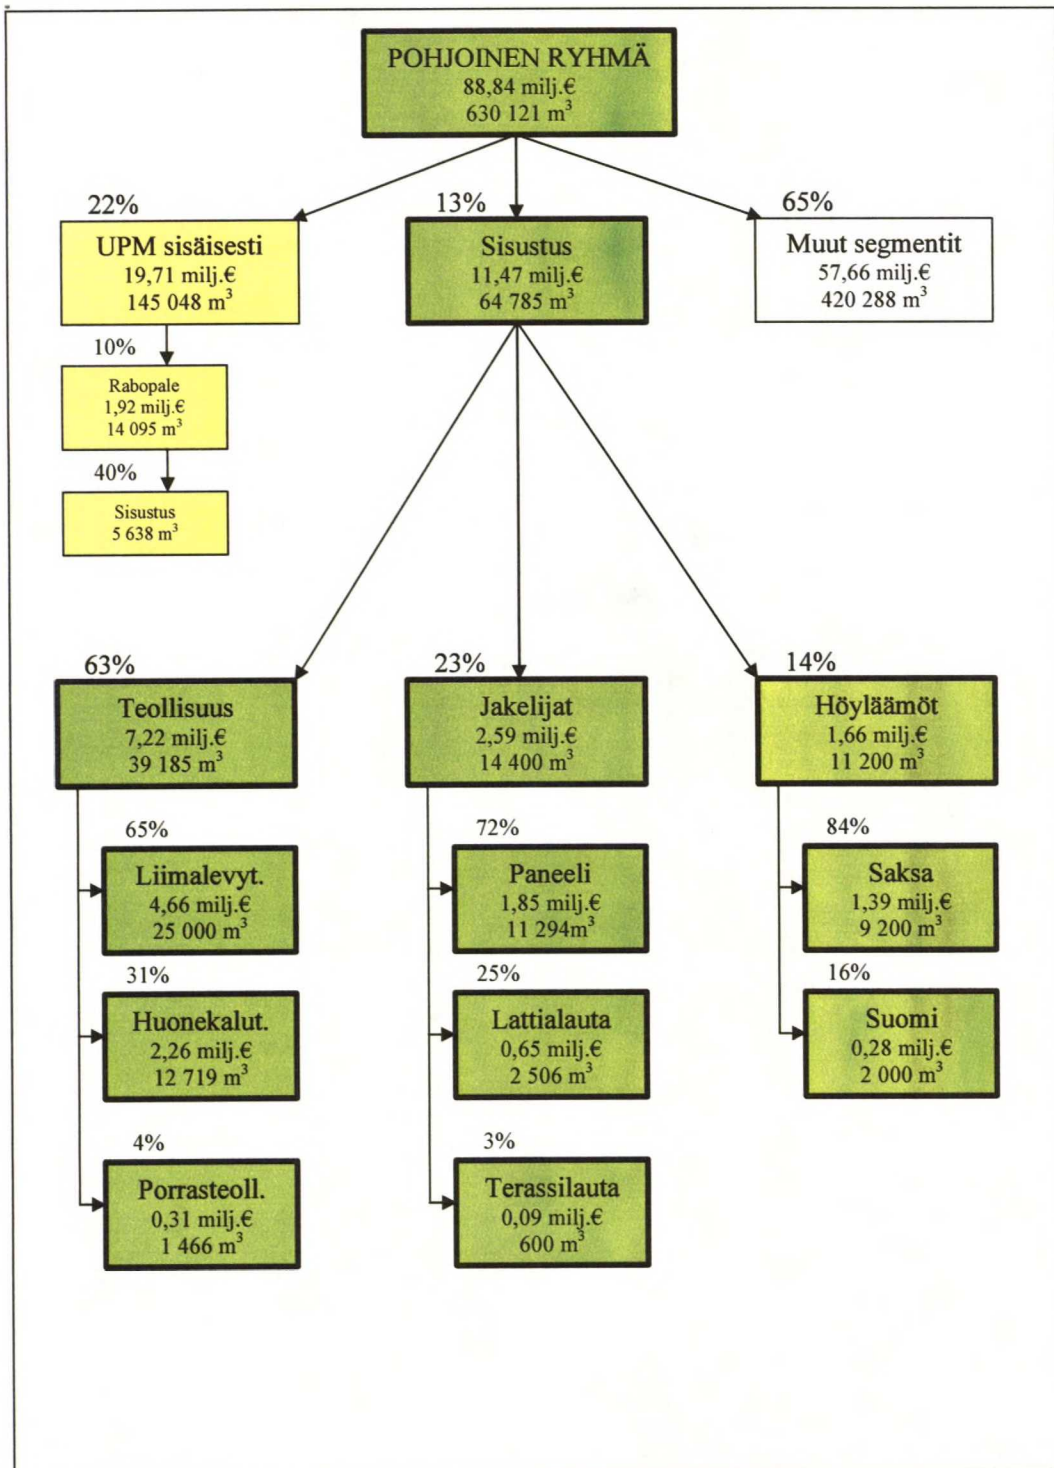 POHJOINEN RYHMÄ
88,84 milj.€
630 121 m³
22%
UPM sisäisesti
19,71 milj.€
145 048 m³
13%
Sisustus
11,47 milj.€
64 785 m³
65%
Muut segmentit
57,66 milj.€
420 288 m³
10%
Rabopale
1,92 milj.€
14 095 m³
40%
Sisustus
5 638 m³
63%
Teollisuus
7,22 milj.€
39 185 m³
23%
Jakelijat
2,59 milj.€
14 400 m³
14%
Höyläämöt
1,66 milj.€
11 200 m³
65%
Liimalevyt.
4,66 milj.€
25 000 m³
31%
Huonekalut.
2,26 milj.€
12 719 m³
4%
Porrasteoll.
0,31 milj.€
1 466 m³
72%
Paneeli
1,85 milj.€
11 294m³
25%
Lattialauta
0,65 milj.€
2 506 m³
3%
Terassilauta
0,09 milj.€
600 m³
84%
Saksa
1,39 milj.€
9 200 m³
16%
Suomi
0,28 milj.€
2 000 m³